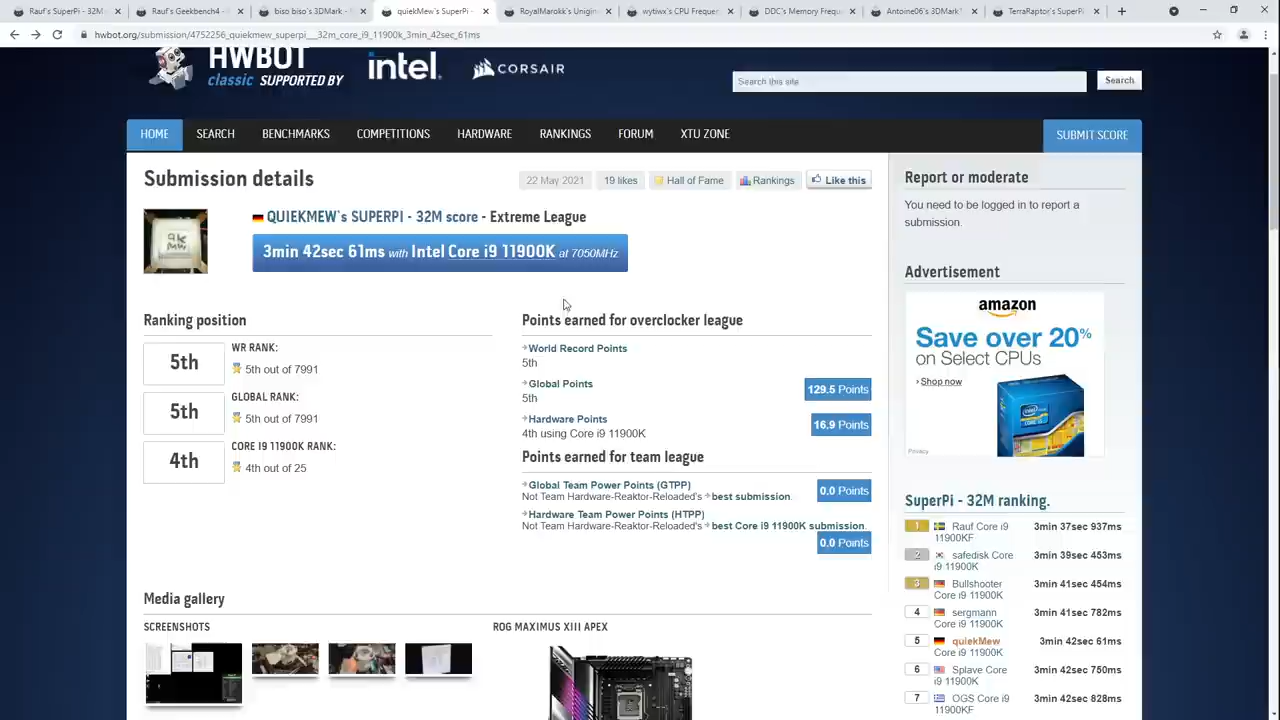 Rauf's SuperPi - 32M
Rauf's Geekbench4 -
biso biso's 3DMark -
quiekMew's SuperPi -
RoyalMarokk's Unigin
wytiwx's CPU Frequen
DDC's Memory Freque
Antoine06's 3DMark1
TerraRaptor's SuperPi
hwbot.org/submission/4752256_quiekmew_superpi___32m_core_i9_11900k_3min_42sec_61ms
HWBOT
classic SUPPORTED BY
intel.
CORSAIR
Search this site
Search
HOME
SEARCH
BENCHMARKS
COMPETITIONS
HARDWARE
RANKINGS
FORUM
XTU ZONE
SUBMIT SCORE
Submission details
22 May 2021
19 likes
Hall of Fame
Rankings
Like this
QUIEKMEW`s SUPERPI - 32M score - Extreme League
3min 42sec 61ms with Intel Core i9 11900K at 7050MHz
Ranking position
5th
WR RANK:
5th out of 7991
5th
GLOBAL RANK:
5th out of 7991
4th
CORE I9 11900K RANK:
4th out of 25
Points earned for overclocker league
World Record Points
5th
Global Points
5th
129.5 Points
Hardware Points
4th using Core i9 11900K
16.9 Points
Points earned for team league
Global Team Power Points (GTPP)
Not Team Hardware-Reaktor-Reloaded's best submission.
0.0 Points
Hardware Team Power Points (HTPP)
Not Team Hardware-Reaktor-Reloaded's best Core i9 11900K submission.
0.0 Points
Media gallery
SCREENSHOTS
ROG MAXIMUS XIII APEX
Report or moderate
You need to be logged in to report a
submission.
Advertisement
amazon
Save over 20%
on Select CPUs
› Shop now
Privacy
SuperPi - 32M ranking.
1 Rauf Core i9 3min 37sec 937ms
11900KF
2 safedisk Core 3min 39sec 453ms
i9 11900K
3 Bullshooter 3min 41sec 454ms
Core i9 11900K
4 sergmann 3min 41sec 782ms
Core i9 11900K
5 quiekMew 3min 42sec 61ms
Core i9 11900K
6 Splave Core 3min 42sec 750ms
i9 11900K
7 OGS Core i9 3min 42sec 828ms
11900KF